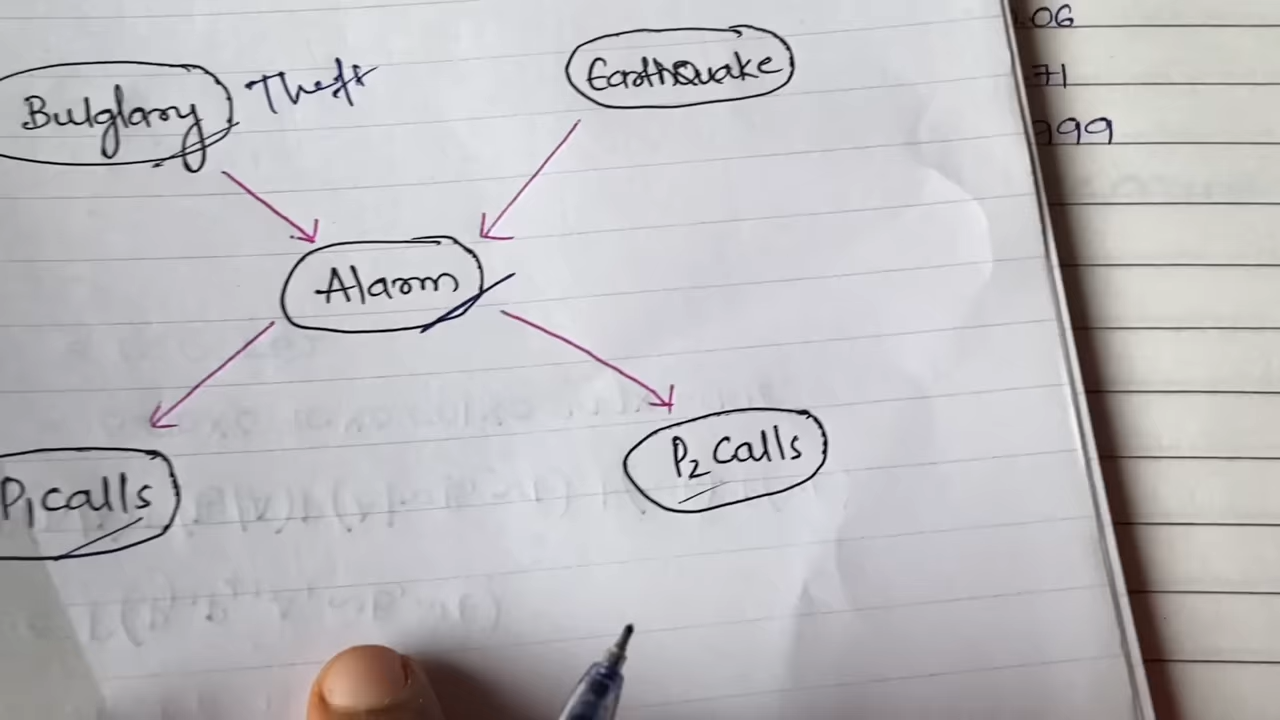 Bulglary Theft
Earthquake
Alarm
P1 calls
P2 calls
06
71
999